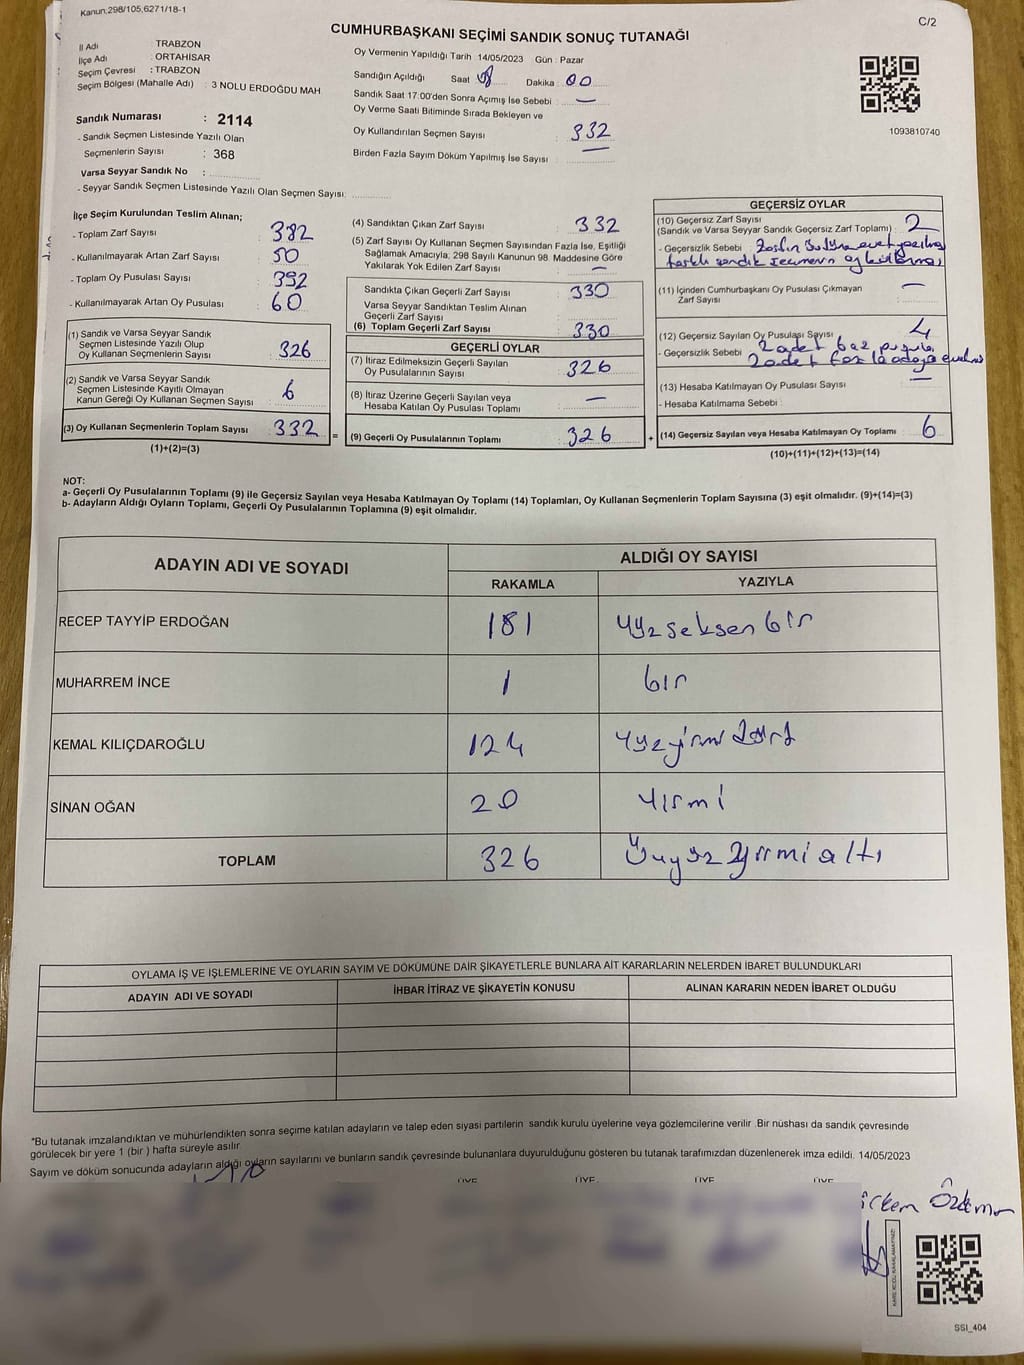 Kanun,298/105,6271/18-1
C/2
CUMHURBAŞKANI SEÇİMİ SANDIK SONUÇ TUTANAĞI
İl Adı TRABZON
İlçe Adı : ORTAHİSAR
Seçim Çevresi : TRABZON
Seçim Bölgesi (Mahalle Adı) : 3 NOLU ERDOĞDU MAH
Sandık Numarası : 2114
- Sandık Seçmen Listesinde Yazılı Olan
Seçmenlerin Sayısı : 368
Varsa Seyyar Sandık No :
- Seyyar Sandık Seçmen Listesinde Yazılı Olan Seçmen Sayısı:
Oy Vermenin Yapıldığı Tarih 14/05/2023 Gün : Pazar
Sandığın Açıldığı Saat Dakika : 00
Sandık Saat 17:00'den Sonra Açımış İse Sebebi : —
Oy Verme Saati Bitiminde Sırada Bekleyen ve
Oy Kullandırılan Seçmen Sayısı : 332
Birden Fazla Sayım Döküm Yapılmış İse Sayısı : —
1093810740
İlçe Seçim Kurulundan Teslim Alınan;
- Toplam Zarf Sayısı : 382
- Kullanılmayarak Artan Zarf Sayısı : 50
- Toplam Oy Pusulası Sayısı : 392
- Kullanılmayarak Artan Oy Pusulası : 60
(1) Sandık ve Varsa Seyyar Sandık
Seçmen Listesinde Yazılı Olup
Oy Kullanan Seçmenlerin Sayısı : 326
(2) Sandık ve Varsa Seyyar Sandık
Seçmen Listesinde Kayıtlı Olmayan
Kanun Gereği Oy Kullanan Seçmen Sayısı : 6
(3) Oy Kullanan Seçmenlerin Toplam Sayısı : 332 =
(1)+(2)=(3)
(4) Sandıktan Çıkan Zarf Sayısı : 332
(5) Zarf Sayısı Oy Kullanan Seçmen Sayısından Fazla İse, Eşitliği
Sağlamak Amacıyla, 298 Sayılı Kanunun 98. Maddesine Göre
Yakılarak Yok Edilen Zarf Sayısı : —
Sandıkta Çıkan Geçerli Zarf Sayısı : 330
Varsa Seyyar Sandıktan Teslim Alınan
Geçerli Zarf Sayısı :
(6) Toplam Geçerli Zarf Sayısı : 330
GEÇERLİ OYLAR
(7) İtiraz Edilmeksizin Geçerli Sayılan
Oy Pusulalarının Sayısı : 326
(8) İtiraz Üzerine Geçerli Sayılan veya
Hesaba Katılan Oy Pusulası Toplamı : —
(9) Geçerli Oy Pusulalarının Toplamı : 326 +
GEÇERSİZ OYLAR
(10) Geçersiz Zarf Sayısı
(Sandık ve Varsa Seyyar Sandık Geçersiz Zarf Toplamı) : 2
- Geçersizlik Sebebi : Zarfın
farklı sandık
(11) İçinden Cumhurbaşkanı Oy Pusulası Çıkmayan
Zarf Sayısı : —
(12) Geçersiz Sayılan Oy Pusulası Sayısı : 4
- Geçersizlik Sebebi : 2 adet boş pusula
2 adet fazla adaya evet
(13) Hesaba Katılmayan Oy Pusulası Sayısı : —
- Hesaba Katılmama Sebebi :
(14) Geçersiz Sayılan veya Hesaba Katılmayan Oy Toplamı : 6
(10)+(11)+(12)+(13)=(14)
NOT:
a- Geçerli Oy Pusulalarının Toplamı (9) ile Geçersiz Sayılan veya Hesaba Katılmayan Oy Toplamı (14) Toplamları, Oy Kullanan Seçmenlerin Toplam Sayısına (3) eşit olmalıdır. (9)+(14)=(3)
b- Adayların Aldığı Oyların Toplamı, Geçerli Oy Pusulalarının Toplamına (9) eşit olmalıdır.
ADAYIN ADI VE SOYADI ALDIĞI OY SAYISI
RAKAMLA YAZIYLA
RECEP TAYYİP ERDOĞAN 181 yüzseksen bir
MUHARREM İNCE 1 bir
KEMAL KILIÇDAROĞLU 124 yüzyirmi dört
SİNAN OĞAN 20 yirmi
TOPLAM 326 Üçyüz yirmi altı
OYLAMA İŞ VE İŞLEMLERİNE VE OYLARIN SAYIM VE DÖKÜMÜNE DAİR ŞİKAYETLERLE BUNLARA AİT KARARLARIN NELERDEN İBARET BULUNDUKLARI
ADAYIN ADI VE SOYADI İHBAR İTİRAZ VE ŞİKAYETİN KONUSU ALINAN KARARIN NEDEN İBARET OLDUĞU
*Bu tutanak imzalandıktan ve mühürlendikten sonra seçime katılan adayların ve talep eden siyasi partilerin sandık kurulu üyelerine veya gözlemcilerine verilir .Bir nüshası da sandık çevresinde
görülecek bir yere 1 (bir ) hafta süreyle asılır.
Sayım ve döküm sonucunda adayların aldığı oyların sayılarını ve bunların sandık çevresinde bulunanlara duyurulduğunu gösteren bu tutanak tarafımızdan düzenlenerek imza edildi. 14/05/2023
ÜYE ÜYE ÜYE ÜYE
Özdemir
KAREKODU KARALAMAYINIZ!
SSI_404